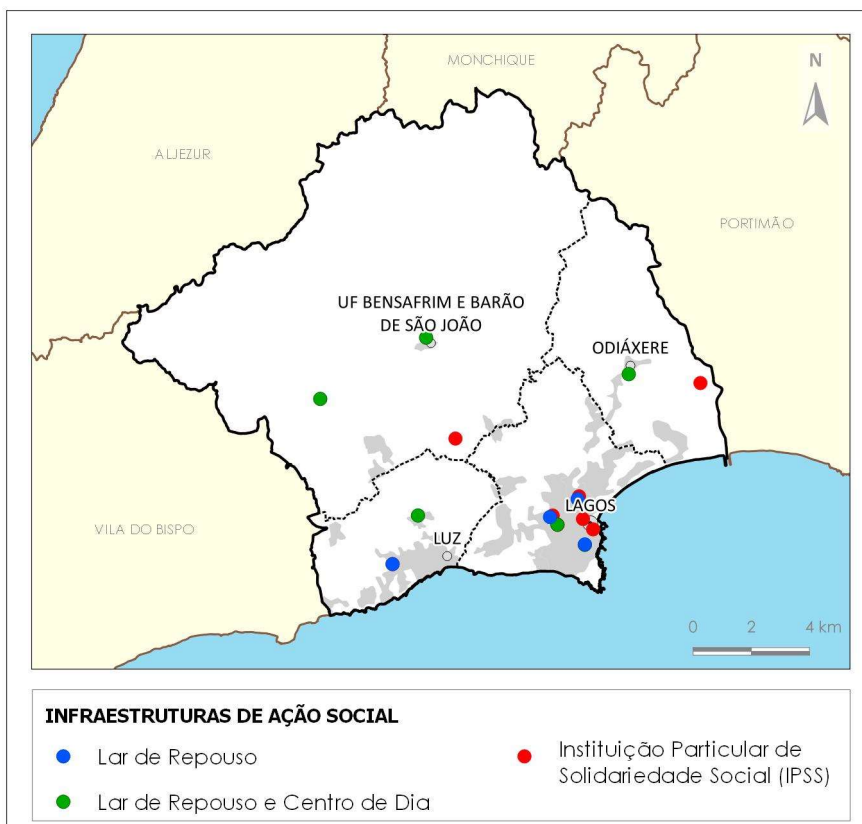 MONCHIQUE
N
ALJEZUR
PORTIMÃO
UF BENSAFRIM E BARÃO
DE SÃO JOÃO
ODIÁXERE
LAGOS
VILA DO BISPO
LUZ
0 2 4 km
INFRAESTRUTURAS DE AÇÃO SOCIAL
Lar de Repouso
Lar de Repouso e Centro de Dia
Instituição Particular de
Solidariedade Social (IPSS)